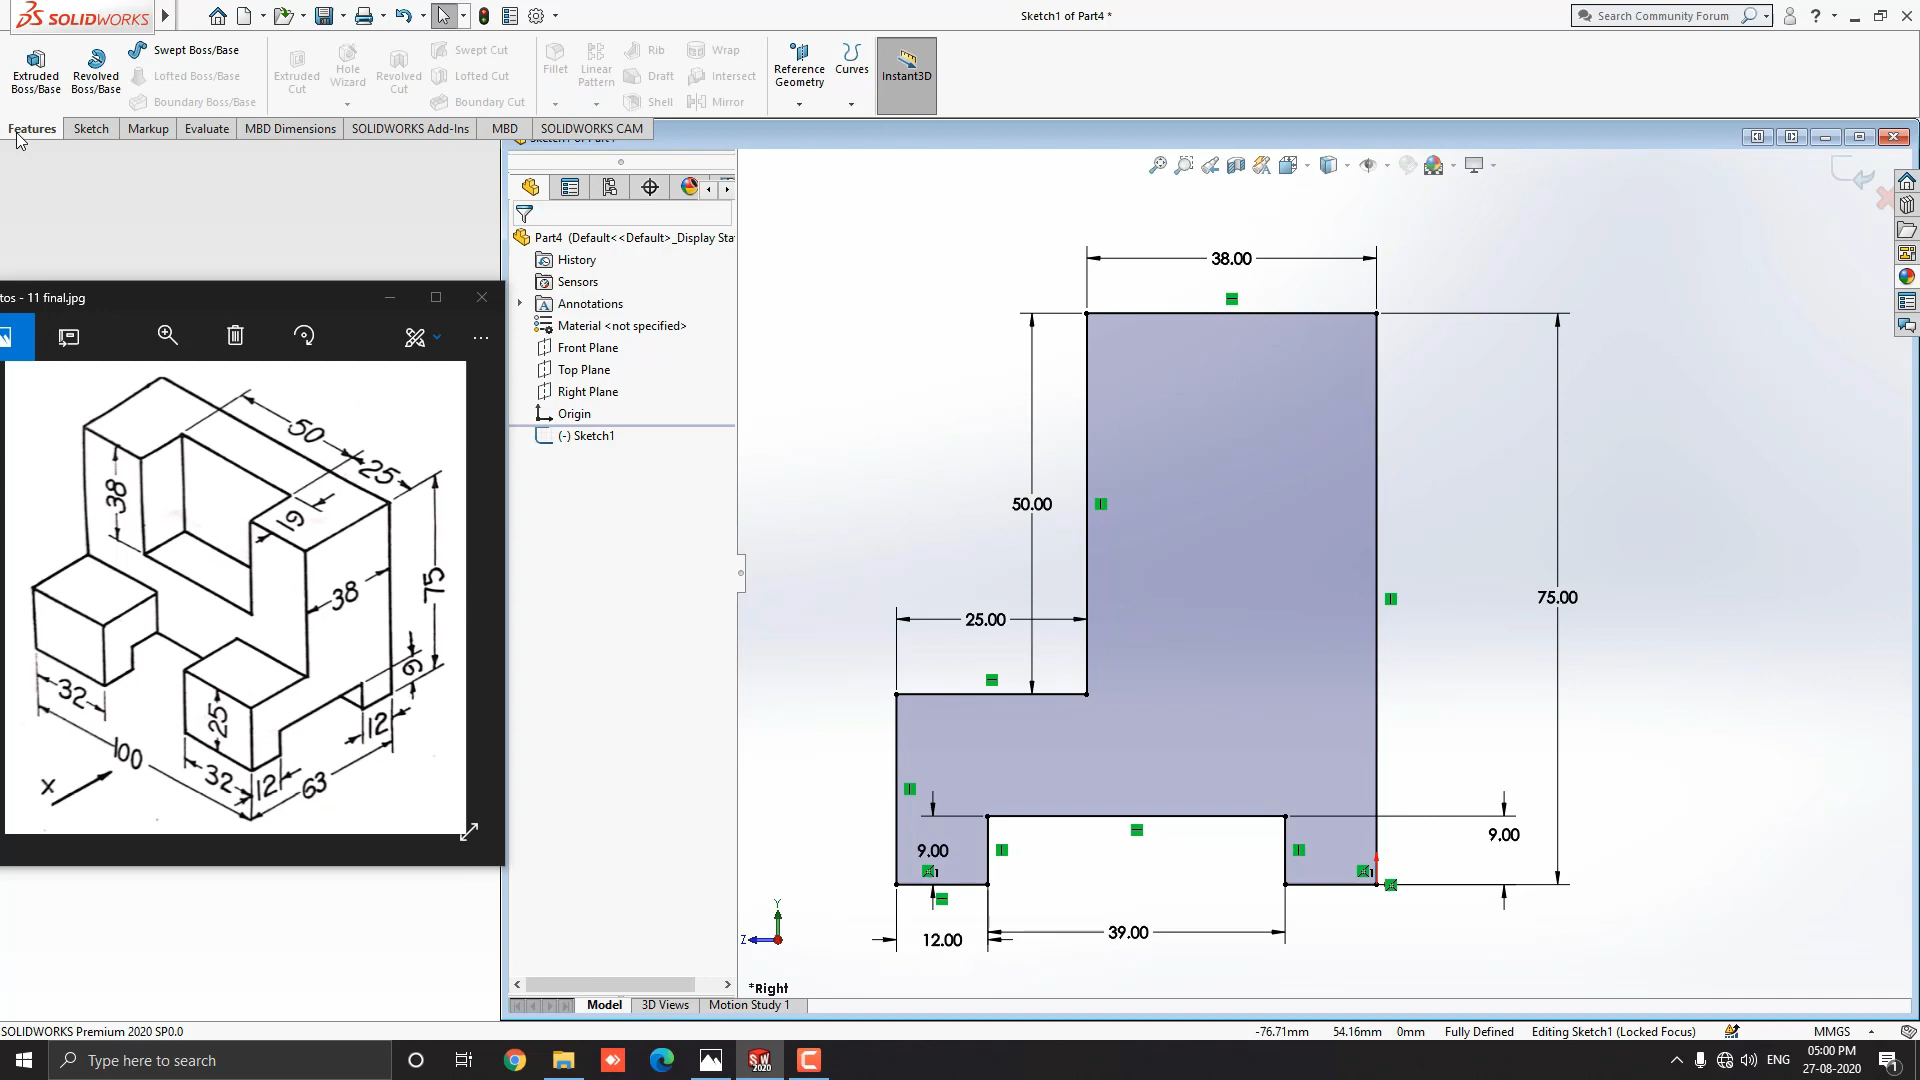 SOLIDWORKS
Sketch1 of Part4 *
Search Community Forum
Extruded Boss/Base
Revolved Boss/Base
Swept Boss/Base
Lofted Boss/Base
Boundary Boss/Base
Extruded Cut
Hole Wizard
Revolved Cut
Swept Cut
Lofted Cut
Boundary Cut
Fillet
Linear Pattern
Rib
Draft
Shell
Wrap
Intersect
Mirror
Reference Geometry
Curves
Instant3D
Features
Sketch
Markup
Evaluate
MBD Dimensions
SOLIDWORKS Add-Ins
MBD
SOLIDWORKS CAM
tos - 11 final.jpg
50
25
38
19
38
75
9
32
25
12
100
32
12
63
X
Part4 (Default<<Default>_Display Sta
History
Sensors
Annotations
Material <not specified>
Front Plane
Top Plane
Right Plane
Origin
(-) Sketch1
38.00
50.00
25.00
75.00
9.00
9.00
12.00
39.00
Y
Z
*Right
Model
3D Views
Motion Study 1
SOLIDWORKS Premium 2020 SP0.0
-76.71mm
54.16mm
0mm
Fully Defined
Editing Sketch1 (Locked Focus)
MMGS
Type here to search
SW
2020
ENG
05:00 PM
27-08-2020
1